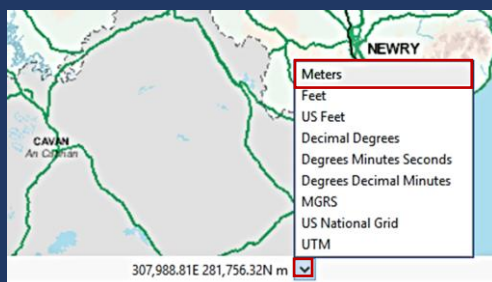 NEWRY
Meters
Feet
US Feet
Decimal Degrees
CAVAN
Degrees Minutes Seconds
An Cabhán
Degrees Decimal Minutes
MGRS
US National Grid
UTM
307,988.81E 281,756.32N m